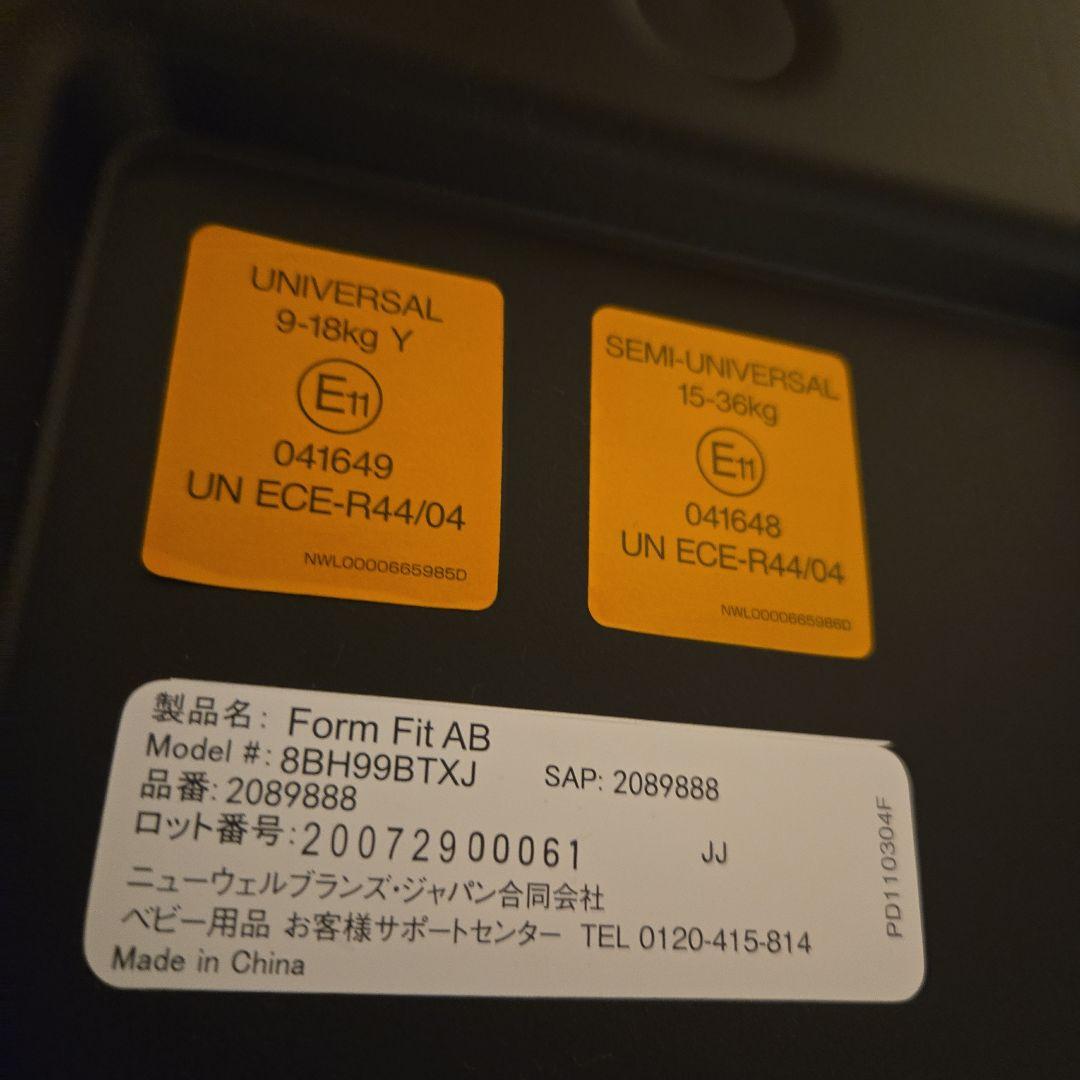 UNIVERSAL
9-18kg Y
E11
041649
UN ECE-R44/04
NWL0000665985D
SEMI-UNIVERSAL
15-36kg
E11
041648
UN ECE-R44/04
NWL0000665986D
製品名: Form Fit AB
Model #: 8BH99BTXJ SAP: 2089888
品番: 2089888
ロット番号: 20072900061 JJ
ニューウェルブランズ・ジャパン合同会社
ベビー用品 お客様サポートセンター TEL 0120-415-814
Made in China
PD110304F